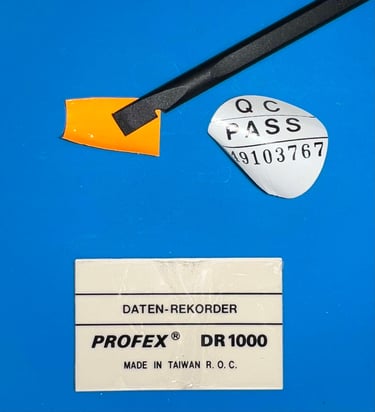 QC
PASS
49103767
DATEN-REKORDER
PROFEX® DR1000
MADE IN TAIWAN R.O.C.